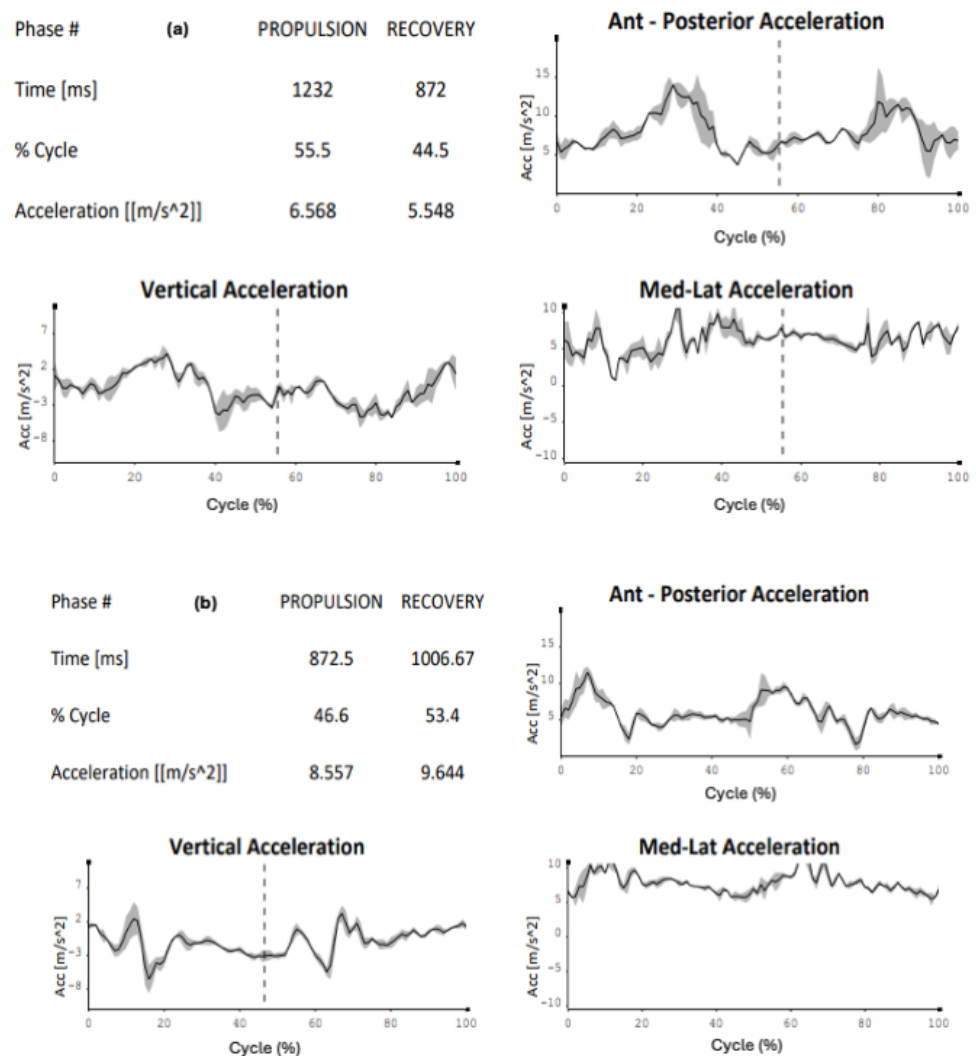 Phase # (a) PROPULSION RECOVERY
Time [ms] 1232 872
% Cycle 55.5 44.5
Acceleration [[m/s^2]] 6.568 5.548
Ant - Posterior Acceleration
Acc [m/s^2]
15
10
5
0 20 40 60 80 100
Cycle (%)
Vertical Acceleration
Acc [m/s^2]
7
2
−3
−8
0 20 40 60 80 100
Cycle (%)
Med-Lat Acceleration
Acc [m/s^2]
10
5
0
−5
−10
0 20 40 60 80 100
Cycle (%)
Phase # (b) PROPULSION RECOVERY
Time [ms] 872.5 1006.67
% Cycle 46.6 53.4
Acceleration [[m/s^2]] 8.557 9.644
Ant - Posterior Acceleration
Acc [m/s^2]
15
10
5
0 20 40 60 80 100
Cycle (%)
Vertical Acceleration
Acc [m/s^2]
7
2
−3
−8
0 20 40 60 80 100
Cycle (%)
Med-Lat Acceleration
Acc [m/s^2]
10
5
0
−5
−10
0 20 40 60 80 100
Cycle (%)